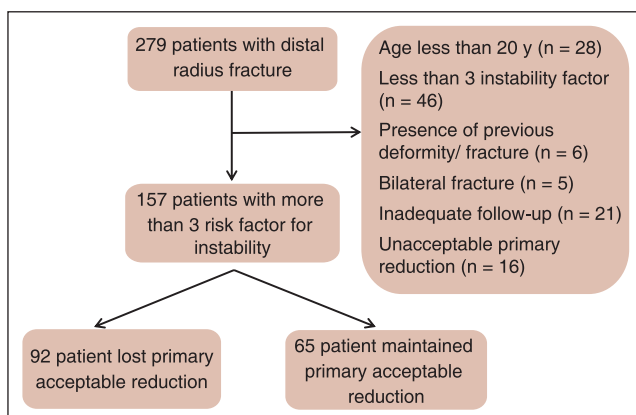 279 patients with distal
radius fracture
Age less than 20 y (n = 28)
Less than 3 instability factor
(n = 46)
Presence of previous
deformity/ fracture (n = 6)
Bilateral fracture (n = 5)
Inadequate follow-up (n = 21)
Unacceptable primary
reduction (n = 16)
157 patients with more
than 3 risk factor for
instability
92 patient lost primary
acceptable reduction
65 patient maintained
primary acceptable
reduction